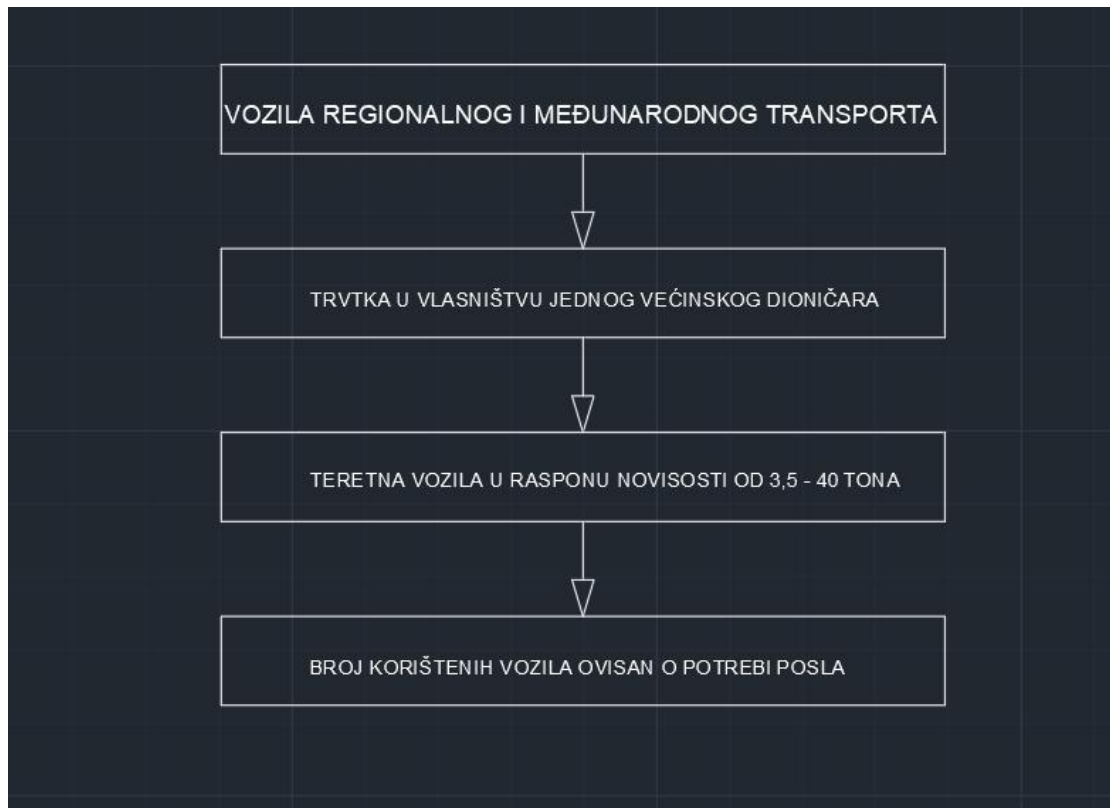 VOZILA REGIONALNOG I MEĐUNARODNOG TRANSPORTA
TRVTKA U VLASNIŠTVU JEDNOG VEĆINSKOG DIONIČARA
TERETNA VOZILA U RASPONU NOVISOSTI OD 3,5 - 40 TONA
BROJ KORIŠTENIH VOZILA OVISAN O POTREBI POSLA